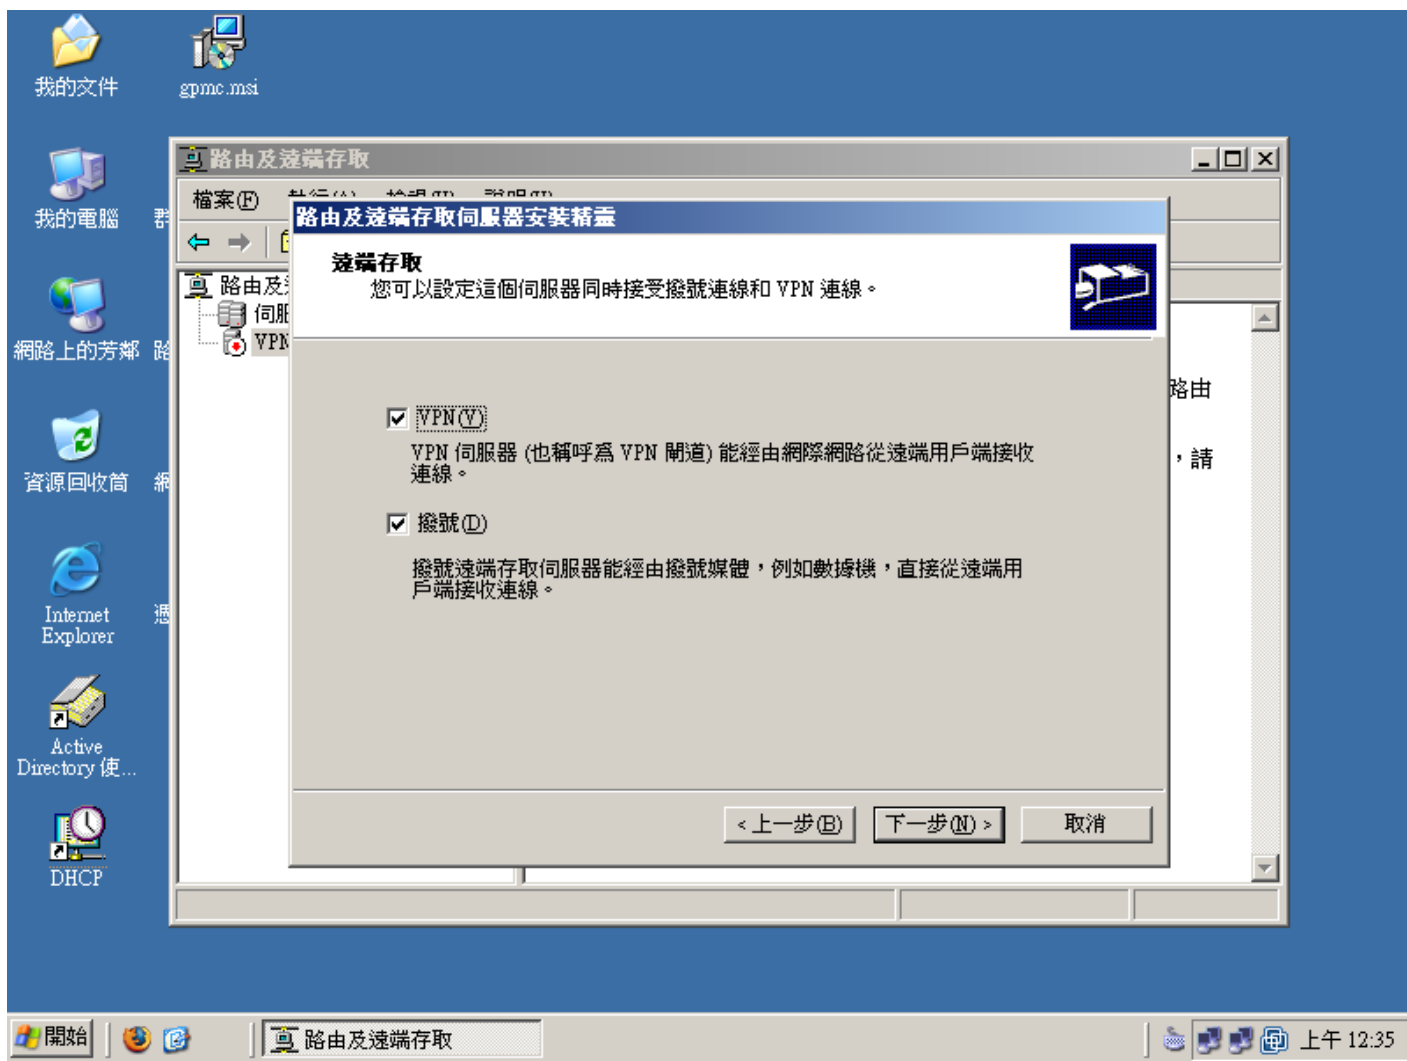 我的文件
gpmc.msi
我的電腦
網路上的芳鄰
資源回收筒
Internet
Explorer
Active
Directory 使...
DHCP
路由及遠端存取
檔案(F)
路由及遠端存取伺服器安裝精靈
遠端存取
您可以設定這個伺服器同時接受撥號連線和 VPN 連線。
路由及
伺服
VPN
路由
，請
VPN(V)
VPN 伺服器 (也稱呼為 VPN 閘道) 能經由網際網路從遠端用戶端接收
連線。
撥號(D)
撥號遠端存取伺服器能經由撥號媒體，例如數據機，直接從遠端用
戶端接收連線。
<上一步(B)
下一步(N) >
取消
開始
路由及遠端存取
上午 12:35